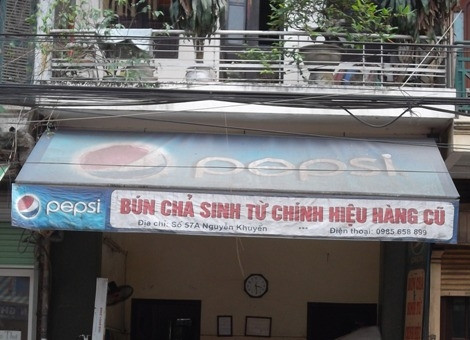 pepsi
pepsi
BÚN CHẢ SINH TỪ CHÍNH HIỆU HÀNG CŨ
Địa chỉ: Số 57A Nguyễn Khuyến *** Điện thoại: 0985 658 899